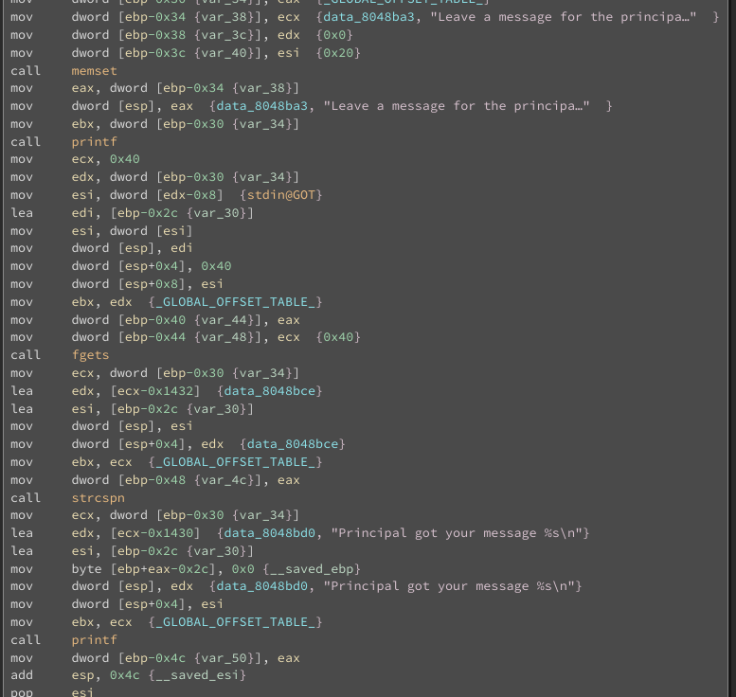 mov dword [ebp-0x34 {var_38}], ecx {data_8048ba3, "Leave a message for the principa…" }
mov dword [ebp-0x38 {var_3c}], edx {0x0}
mov dword [ebp-0x3c {var_40}], esi {0x20}
call memset
mov eax, dword [ebp-0x34 {var_38}]
mov dword [esp], eax {data_8048ba3, "Leave a message for the principa…" }
mov ebx, dword [ebp-0x30 {var_34}]
call printf
mov ecx, 0x40
mov edx, dword [ebp-0x30 {var_34}]
mov esi, dword [edx-0x8] {stdin@GOT}
lea edi, [ebp-0x2c {var_30}]
mov esi, dword [esi]
mov dword [esp], edi
mov dword [esp+0x4], 0x40
mov dword [esp+0x8], esi
mov ebx, edx {_GLOBAL_OFFSET_TABLE_}
mov dword [ebp-0x40 {var_44}], eax
mov dword [ebp-0x44 {var_48}], ecx {0x40}
call fgets
mov ecx, dword [ebp-0x30 {var_34}]
lea edx, [ecx-0x1432] {data_8048bce}
lea esi, [ebp-0x2c {var_30}]
mov dword [esp], esi
mov dword [esp+0x4], edx {data_8048bce}
mov ebx, ecx {_GLOBAL_OFFSET_TABLE_}
mov dword [ebp-0x48 {var_4c}], eax
call strcspn
mov ecx, dword [ebp-0x30 {var_34}]
lea edx, [ecx-0x1430] {data_8048bd0, "Principal got your message %s\n"}
lea esi, [ebp-0x2c {var_30}]
mov byte [ebp+eax-0x2c], 0x0 {__saved_ebp}
mov dword [esp], edx {data_8048bd0, "Principal got your message %s\n"}
mov dword [esp+0x4], esi
mov ebx, ecx {_GLOBAL_OFFSET_TABLE_}
call printf
mov dword [ebp-0x4c {var_50}], eax
add esp, 0x4c {__saved_esi}
pop esi